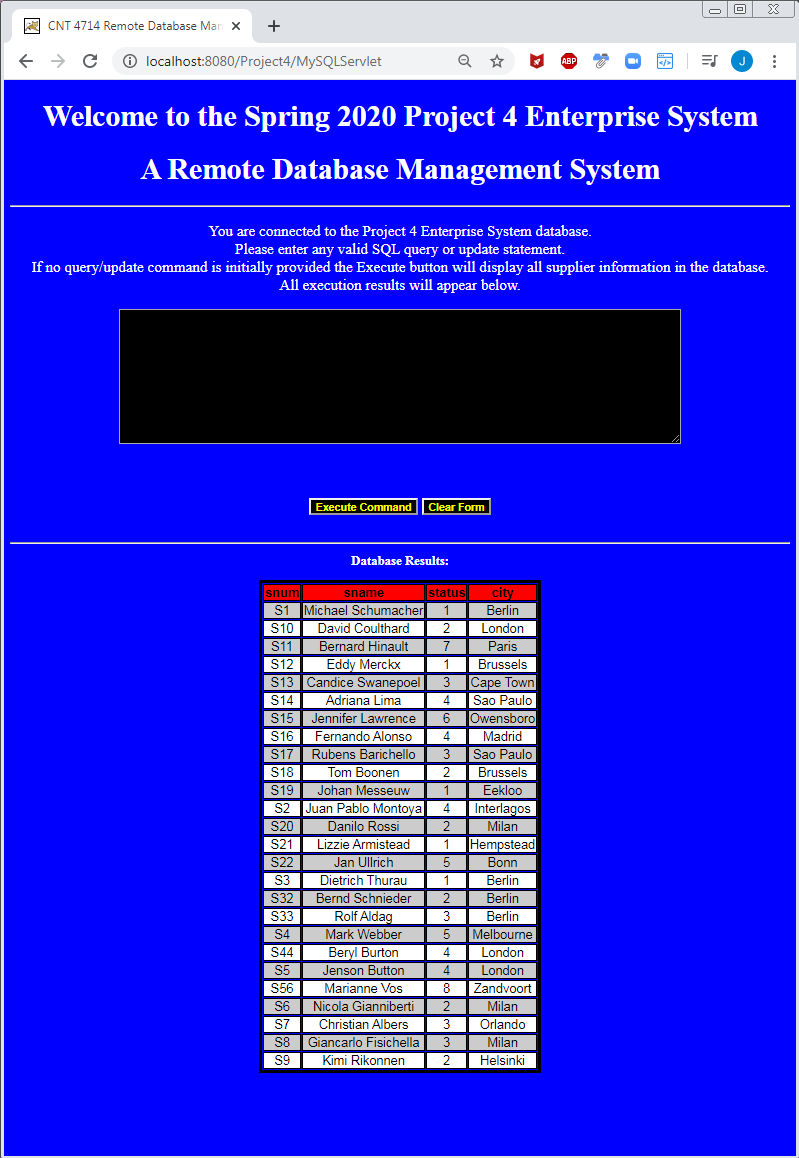 CNT 4714 Remote Database Man
localhost:8080/Project4/MySQLServlet
ABP
J
Welcome to the Spring 2020 Project 4 Enterprise System
A Remote Database Management System
You are connected to the Project 4 Enterprise System database.
Please enter any valid SQL query or update statement.
If no query/update command is initially provided the Execute button will display all supplier information in the database.
All execution results will appear below.
Execute Command Clear Form
Database Results:
snum sname status city
S1 Michael Schumacher 1 Berlin
S10 David Coulthard 2 London
S11 Bernard Hinault 7 Paris
S12 Eddy Merckx 1 Brussels
S13 Candice Swanepoel 3 Cape Town
S14 Adriana Lima 4 Sao Paulo
S15 Jennifer Lawrence 6 Owensboro
S16 Fernando Alonso 4 Madrid
S17 Rubens Barichello 3 Sao Paulo
S18 Tom Boonen 2 Brussels
S19 Johan Messeuw 1 Eekloo
S2 Juan Pablo Montoya 4 Interlagos
S20 Danilo Rossi 2 Milan
S21 Lizzie Armistead 1 Hempstead
S22 Jan Ullrich 5 Bonn
S3 Dietrich Thurau 1 Berlin
S32 Bernd Schnieder 2 Berlin
S33 Rolf Aldag 3 Berlin
S4 Mark Webber 5 Melbourne
S44 Beryl Burton 4 London
S5 Jenson Button 4 London
S56 Marianne Vos 8 Zandvoort
S6 Nicola Gianniberti 2 Milan
S7 Christian Albers 3 Orlando
S8 Giancarlo Fisichella 3 Milan
S9 Kimi Rikonnen 2 Helsinki